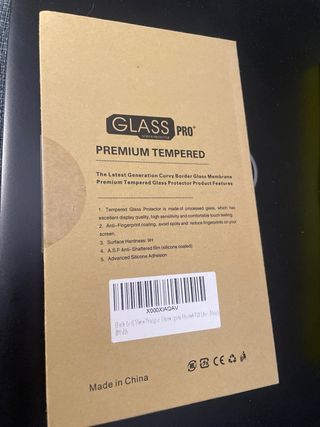 GLASS PRO+
PREMIUM TEMPERED
The Latest Generation Curvy Border Glass Membrane
Premium Tempered Glass Protector Product Features
1. Tempered Glass Protector is made of processed glass, which has
excellent display quality, high sensitivity and comfortable touch feeling.
2. Anti-Fingerprint coating, avoid spots and reduce fingerprints on your
screen.
3. Surface Hardness: 9H
4. A.S.F Anti-Shattered film (silicone coated)
5. Advanced Silicone Adhesion
X000XIAQAV
Made in China